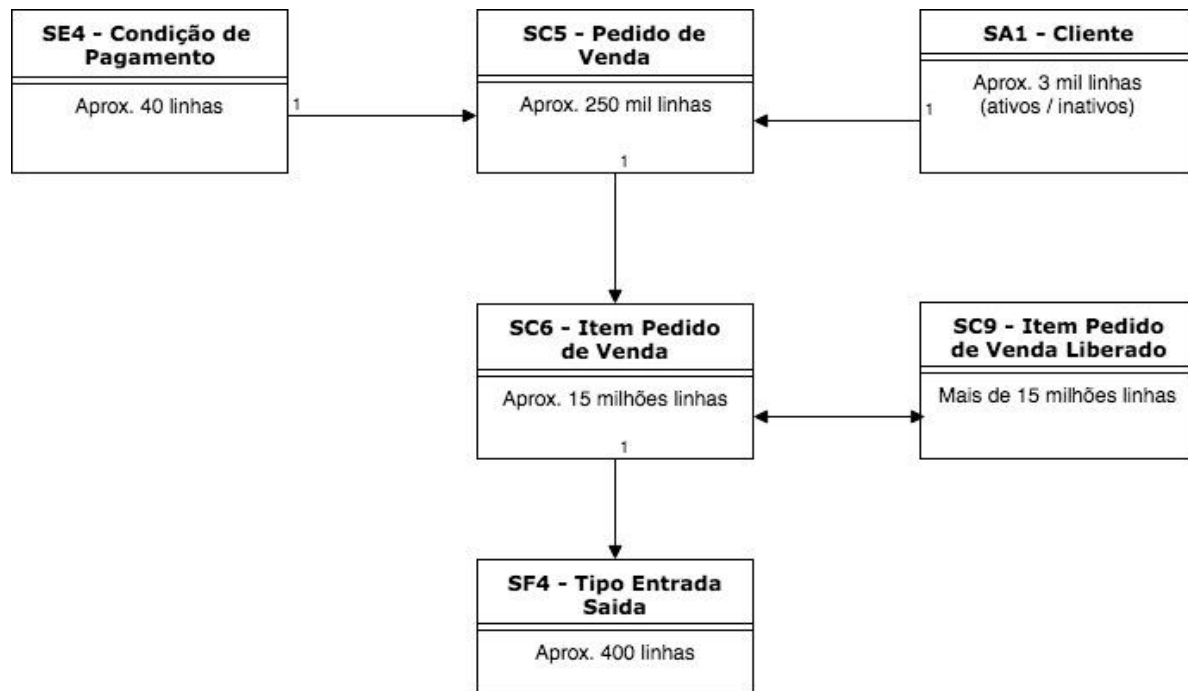 SE4 - Condição de
Pagamento
Aprox. 40 linhas
1
SC5 - Pedido de
Venda
Aprox. 250 mil linhas
1
SA1 - Cliente
Aprox. 3 mil linhas
(ativos / inativos)
1
SC6 - Item Pedido
de Venda
Aprox. 15 milhões linhas
1
SC9 - Item Pedido
de Venda Liberado
Mais de 15 milhões linhas
SF4 - Tipo Entrada
Saida
Aprox. 400 linhas